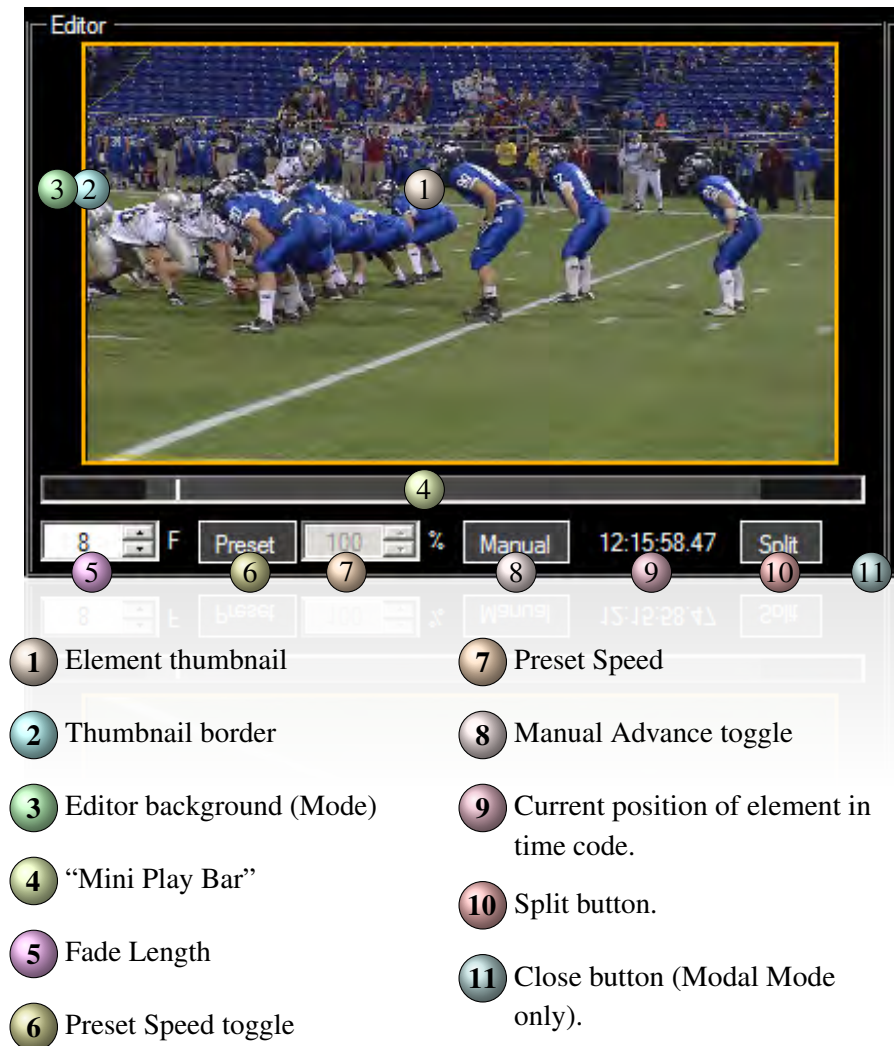 Editor
1
3 2
4
8 F Preset 100 % Manual 12:15:58.47 Split
5 6 7 8 9 10 11
1 Element thumbnail
2 Thumbnail border
3 Editor background (Mode)
4 “Mini Play Bar”
5 Fade Length
6 Preset Speed toggle
7 Preset Speed
8 Manual Advance toggle
9 Current position of element in
time code.
10 Split button.
11 Close button (Modal Mode
only).